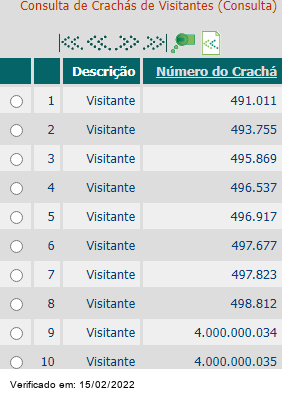 Consulta de Crachás de Visitantes (Consulta)
Descrição Número do Crachá
1 Visitante 491.011
2 Visitante 493.755
3 Visitante 495.869
4 Visitante 496.537
5 Visitante 496.917
6 Visitante 497.677
7 Visitante 497.823
8 Visitante 498.812
9 Visitante 4.000.000.034
10 Visitante 4.000.000.035
Verificado em: 15/02/2022